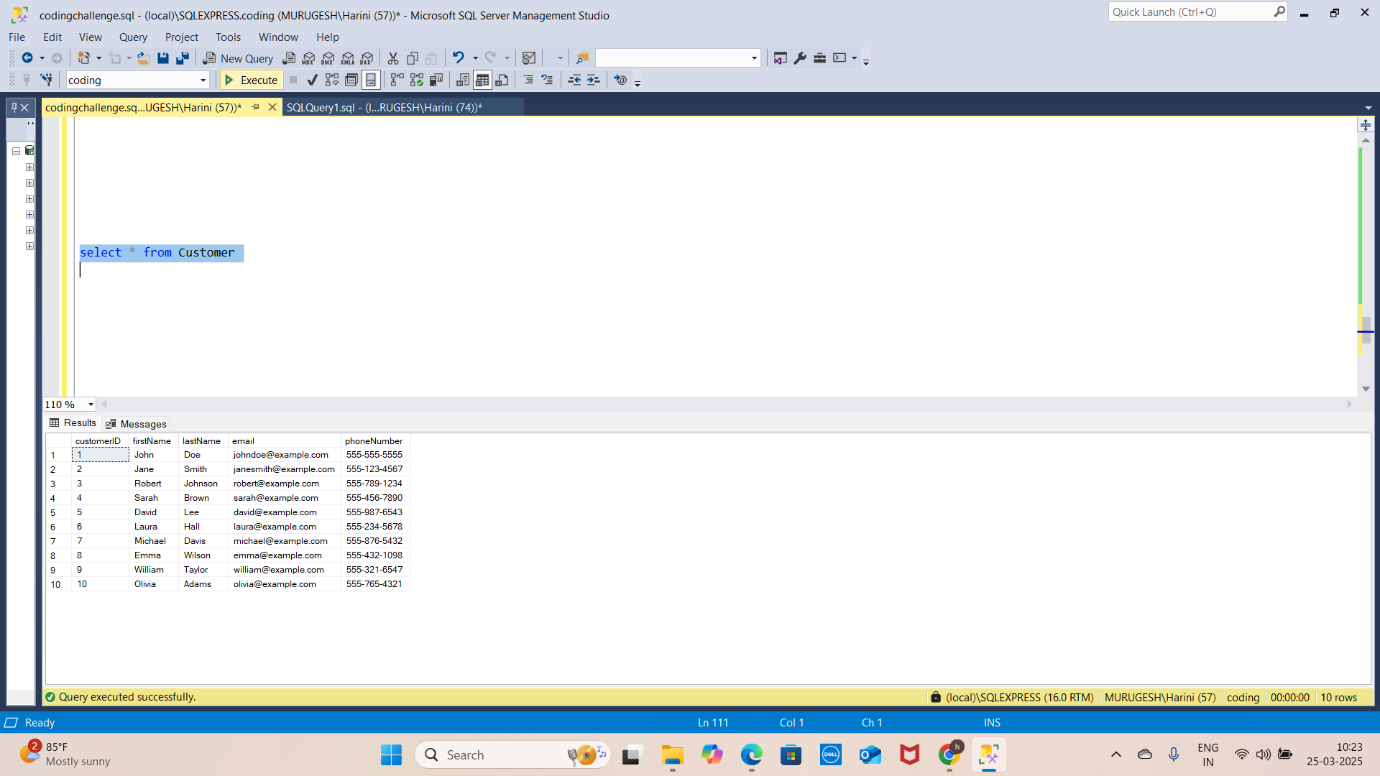 codingchallenge.sql - (local)\SQLEXPRESS.coding (MURUGESH\Harini (57))* - Microsoft SQL Server Management Studio
Quick Launch (Ctrl+Q)
File Edit View Query Project Tools Window Help
New Query
MDX DMX XMLA DAX
coding Execute
codingchallenge.sq...UGESH\Harini (57))* SQLQuery1.sql - (l...RUGESH\Harini (74))*
select * from Customer
110 %
Results Messages
customerID firstName lastName email phoneNumber
1 1 John Doe johndoe@example.com 555-555-5555
2 2 Jane Smith janesmith@example.com 555-123-4567
3 3 Robert Johnson robert@example.com 555-789-1234
4 4 Sarah Brown sarah@example.com 555-456-7890
5 5 David Lee david@example.com 555-987-6543
6 6 Laura Hall laura@example.com 555-234-5678
7 7 Michael Davis michael@example.com 555-876-5432
8 8 Emma Wilson emma@example.com 555-432-1098
9 9 William Taylor william@example.com 555-321-6547
10 10 Olivia Adams olivia@example.com 555-765-4321
Query executed successfully. (local)\SQLEXPRESS (16.0 RTM) MURUGESH\Harini (57) coding 00:00:00 10 rows
Ready Ln 111 Col 1 Ch 1 INS
2 85°F
Mostly sunny
Search
DELL
h
ENG
IN
10:23
25-03-2025